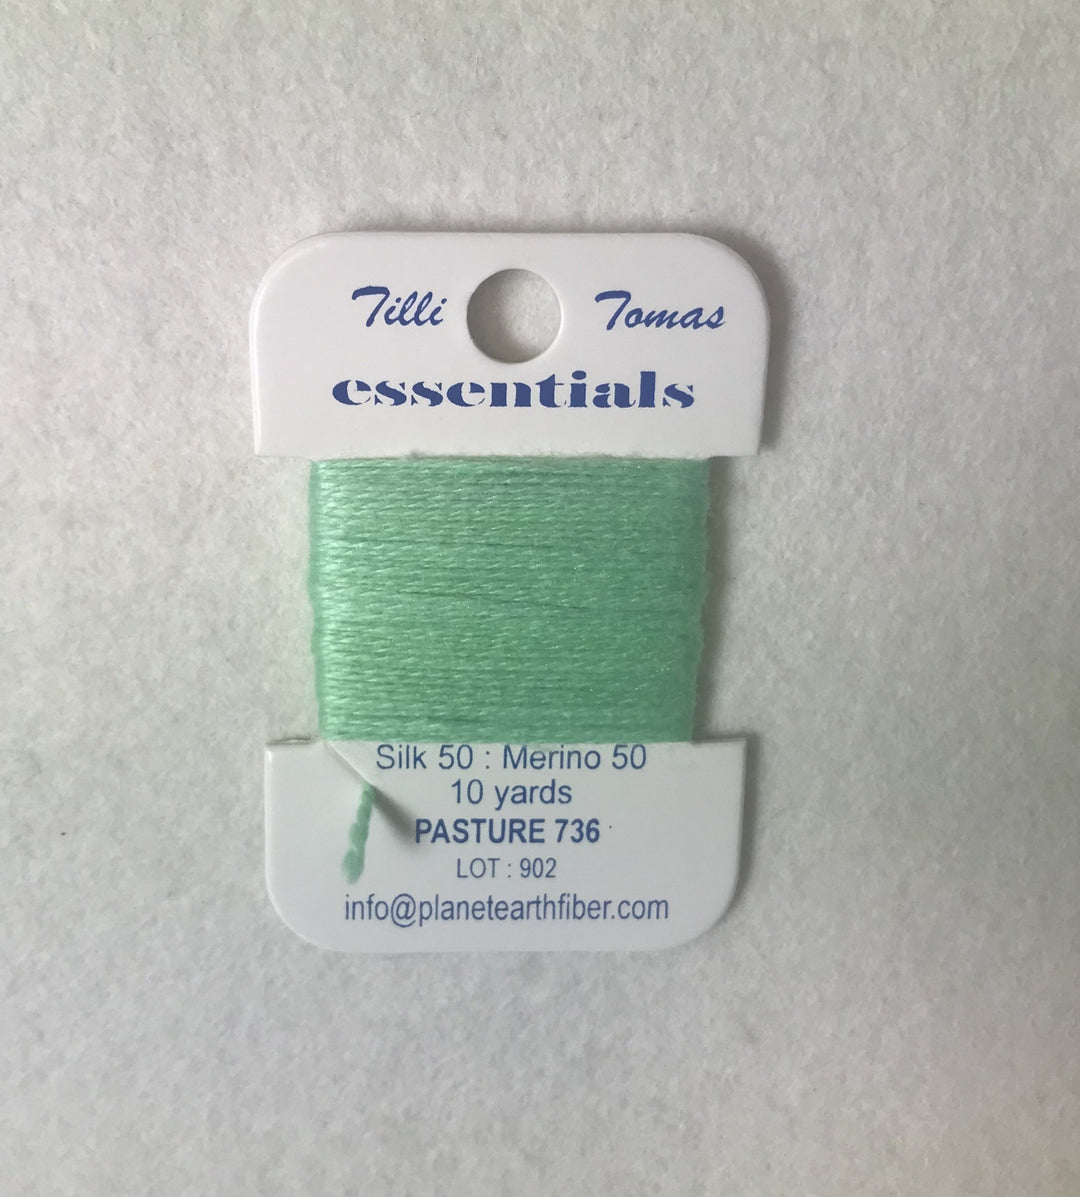 Tilli Tomas
essentials
Silk 50 : Merino 50
10 yards
PASTURE 736
LOT : 902
info@planetearthfiber.com